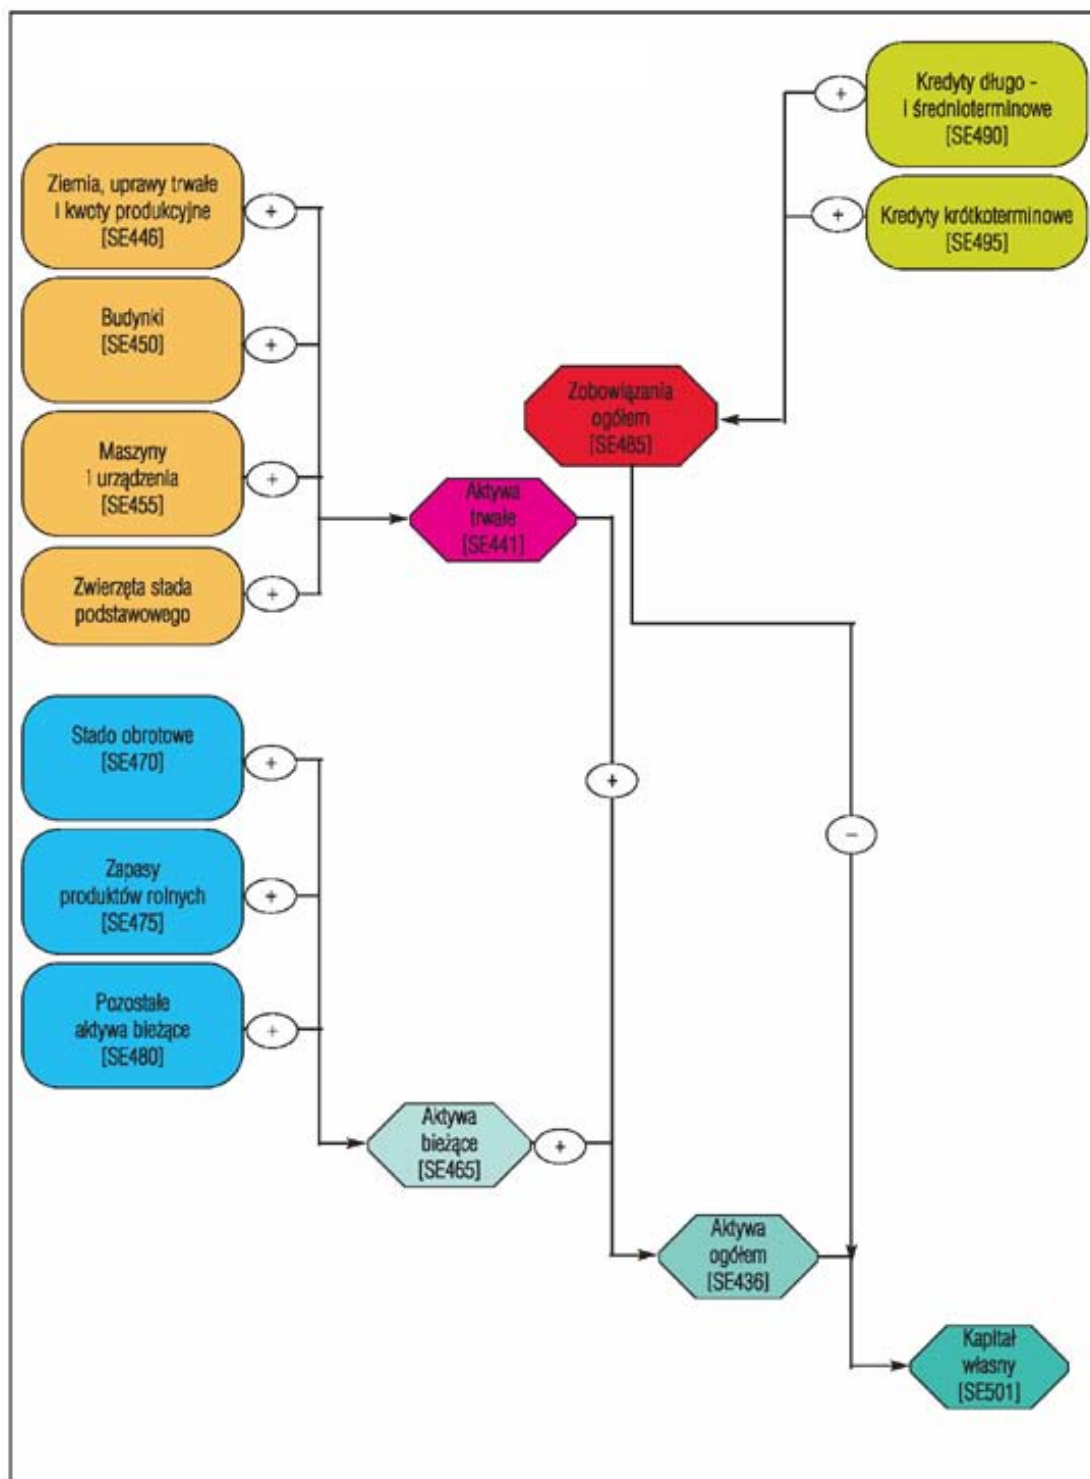 Kredyty długo -
I średnioterminowe
[SE490]
+
Kredyty krótkoterminowe
[SE495]
+
Ziemia, uprawy trwałe
I kwoty produkcyjne
[SE446]
+
Budynki
[SE450]
+
Maszyny
I urządzenia
[SE455]
+
Zwierzęta stada
podstawowego
+
Zobowiązania
ogółem
[SE485]
Aktywa
trwałe
[SE441]
Stado obrotowe
[SE470]
+
+
Zapasy
produktów rolnych
[SE475]
+
−
Pozostałe
aktywa bieżące
[SE480]
+
Aktywa
bieżące
[SE465]
+
Aktywa
ogółem
[SE436]
Kapitał
własny
[SE501]